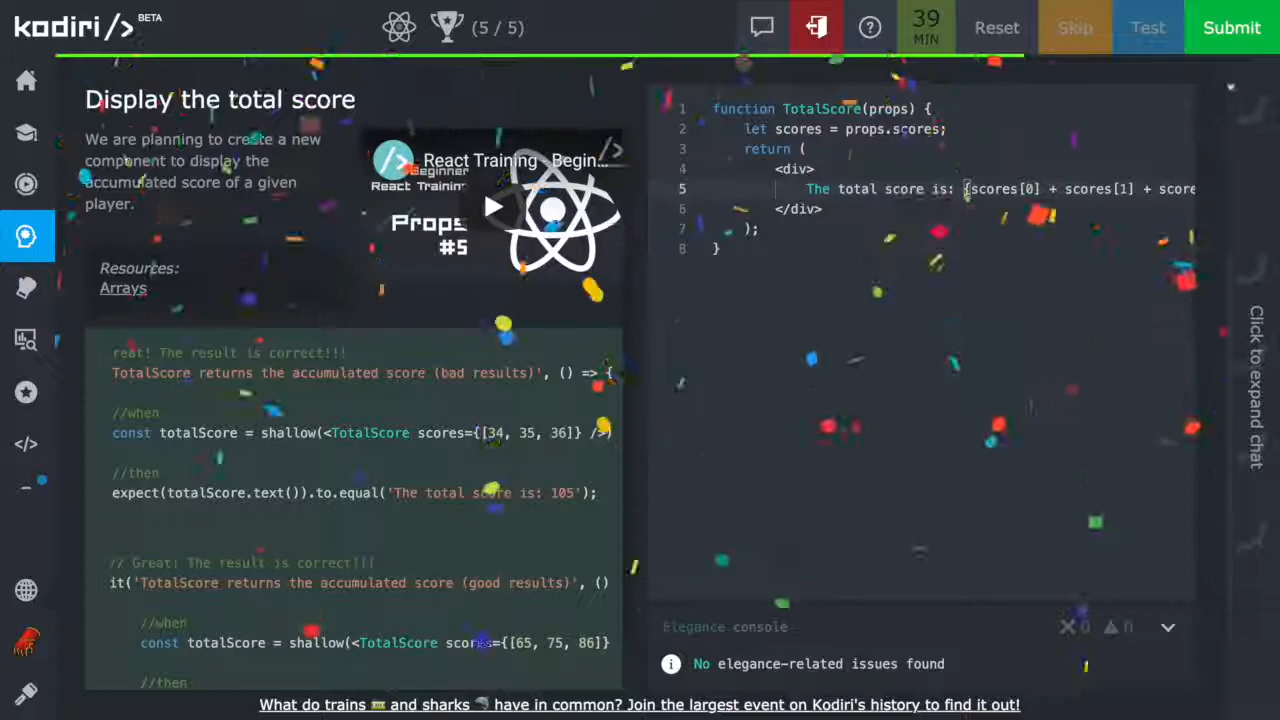 kodiri/> BETA
(5 / 5)
39
MIN
Reset
Skip
Test
Submit
Display the total score
We are planning to create a new
component to display the
accumulated score of a given
player.
Resources:
Arrays
React Training -Begin...
Beginner
React Training
Props
#5
reat! The result is correct!!!
TotalScore returns the accumulated score (bad results)', () => {
//when
const totalScore = shallow(<TotalScore scores={[34, 35, 36]} />)
//then
expect(totalScore.text()).to.equal('The total score is: 105');
// Great! The result is correct!!!
it('TotalScore returns the accumulated score (good results)', ()
//when
const totalScore = shallow(<TotalScore scores={[65, 75, 86]}
//then
1 function TotalScore(props) {
2 let scores = props.scores;
3 return (
4 <div>
5 The total score is: {scores[0] + scores[1] + score
6 </div>
7 );
8 }
Elegance console
0 0
No elegance-related issues found
Click to expand chat
What do trains 🚃 and sharks 🦈 have in common? Join the largest event on Kodiri's history to find it out!